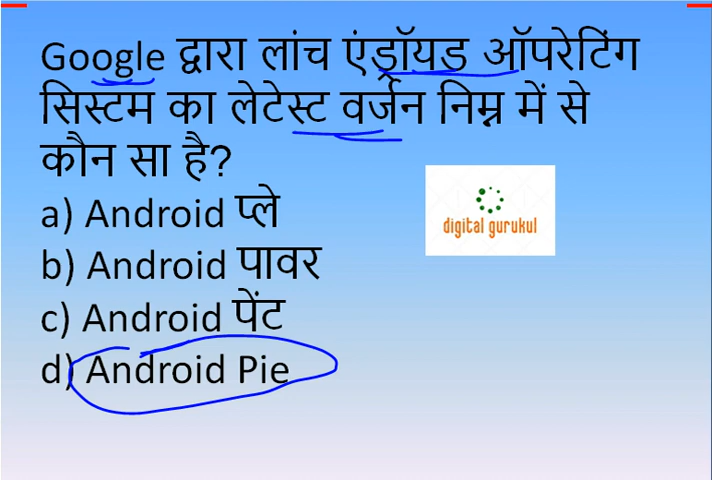 Google द्वारा लांच एंड्रॉयड ऑपरेटिंग
सिस्टम का लेटेस्ट वर्जन निम्न में से
कौन सा है?
a) Android प्ले
b) Android पावर
c) Android पेंट
d) Android Pie
digital gurukul